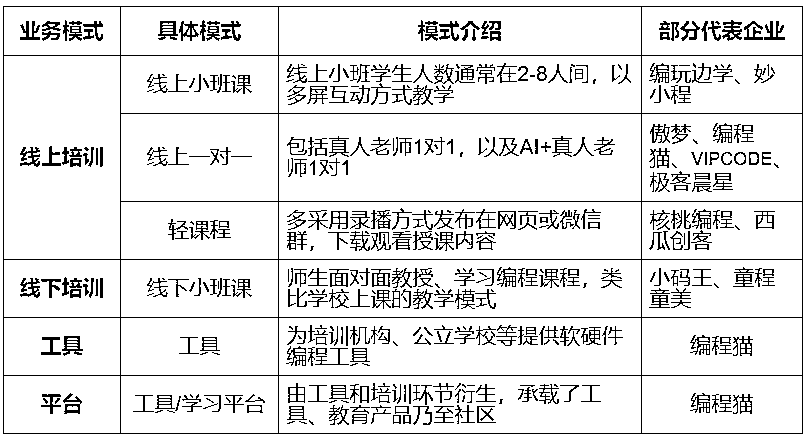 业务模式 具体模式 模式介绍 部分代表企业
线上培训
线上小班课
线上小班学生人数通常在2-8人间，以
多屏互动方式教学
编玩边学、妙
小程
线上一对一
包括真人老师1对1，以及AI+真人老
师1对1
傲梦、编程
猫、VIPCODE、
极客晨星
轻课程
多采用录播方式发布在网页或微信
群，下载观看授课内容
核桃编程、西
瓜创客
线下培训
线下小班课
师生面对面教授、学习编程课程，类
比学校上课的教学模式
小码王、童程
童美
工具
工具
为培训机构、公立学校等提供软硬件
编程工具
编程猫
平台
工具/学习平台
由工具和培训环节衍生，承载了工
具、教育产品乃至社区
编程猫